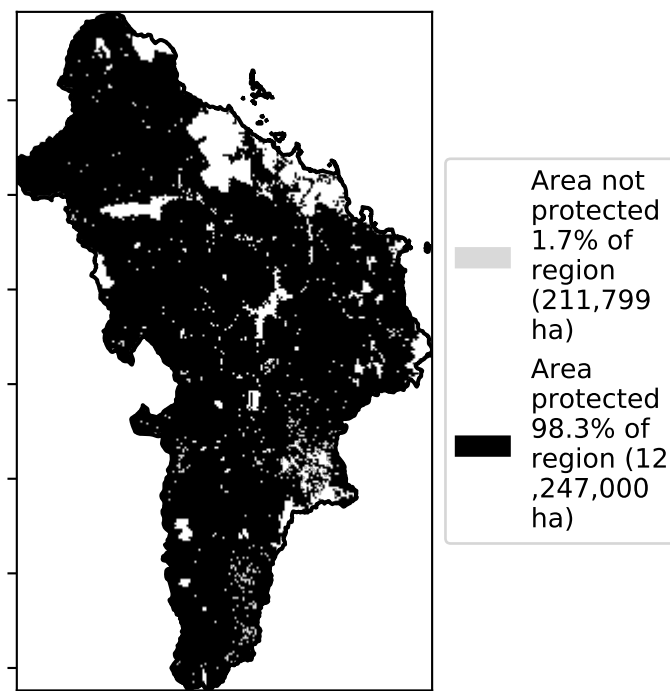 Area not
protected
1.7% of
region
(211,799
ha)
Area
protected
98.3% of
region (12
,247,000
ha)